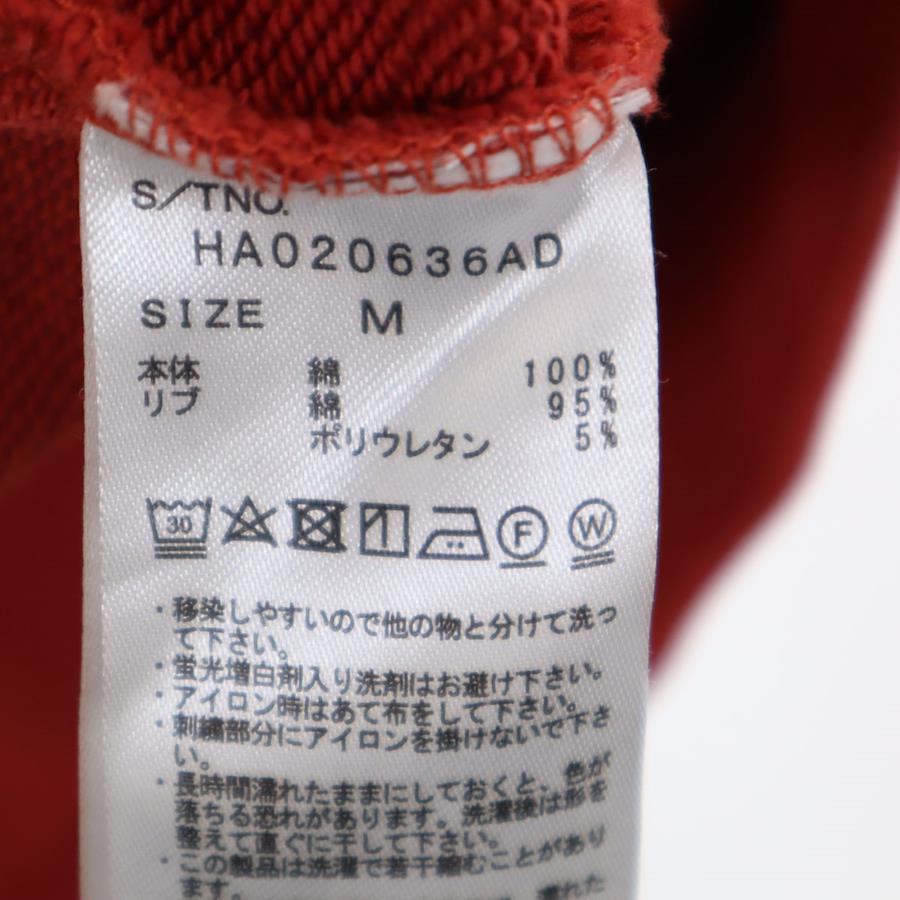 S/TNO.
HA020636AD
SIZE M
本体 綿 100%
リブ 綿 95%
ポリウレタン 5%
30 F W
・移染しやすいので他の物と分けて洗っ
て下さい。
・蛍光増白剤入り洗剤はお避け下さい。
・アイロン時はあて布をして下さい。
・刺繍部分にアイロンを掛けないで下さ
い。
・長時間濡れたままにしておくと、色が
落ちる恐れがあります。洗濯後は形を
整えて直ぐに干して下さい。
・この製品は洗濯で若干縮むことがあり
ます。
濡れた